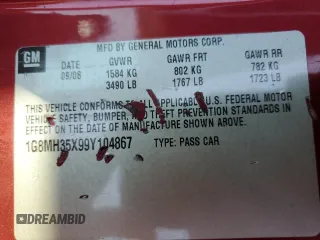 GM
MFD BY GENERAL MOTORS CORP.
DATE GVWR GAWR FRT GAWR RR
08/08 1584 KG 802 KG 782 KG
3490 LB 1767 LB 1723 LB
THIS VEHICLE CONFORMS TO ALL APPLICABLE U.S. FEDERAL MOTOR
VEHICLE SAFETY, BUMPER, AND THEFT PREVENTION STANDARDS IN
EFFECT ON THE DATE OF MANUFACTURE SHOWN ABOVE.
1G8MH35X99Y104867 TYPE: PASS CAR